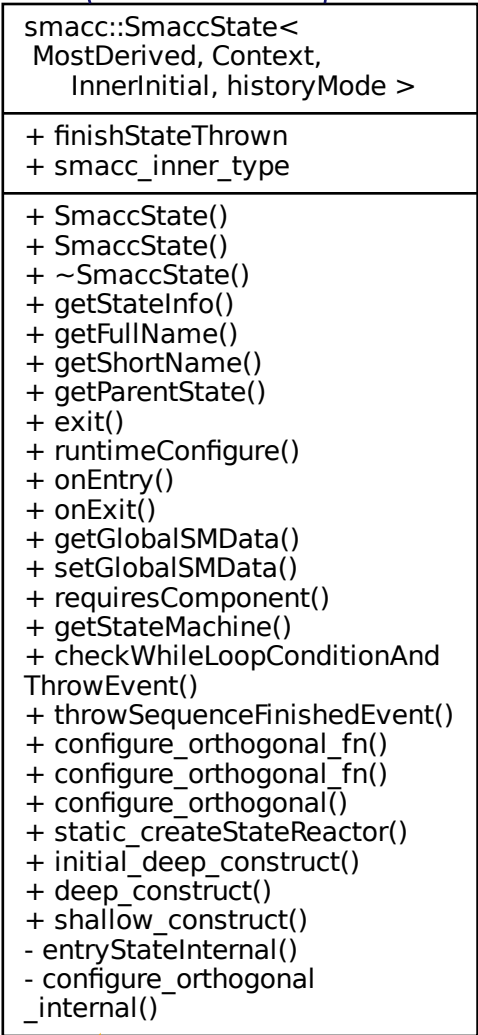 smacc::SmaccState<
MostDerived, Context,
InnerInitial, historyMode >
+ finishStateThrown
+ smacc_inner_type
+ SmaccState()
+ SmaccState()
+ ~SmaccState()
+ getStateInfo()
+ getFullName()
+ getShortName()
+ getParentState()
+ exit()
+ runtimeConfigure()
+ onEntry()
+ onExit()
+ getGlobalSMData()
+ setGlobalSMData()
+ requiresComponent()
+ getStateMachine()
+ checkWhileLoopConditionAnd
ThrowEvent()
+ throwSequenceFinishedEvent()
+ configure_orthogonal_fn()
+ configure_orthogonal_fn()
+ configure_orthogonal()
+ static_createStateReactor()
+ initial_deep_construct()
+ deep_construct()
+ shallow_construct()
- entryStateInternal()
- configure_orthogonal
_internal()